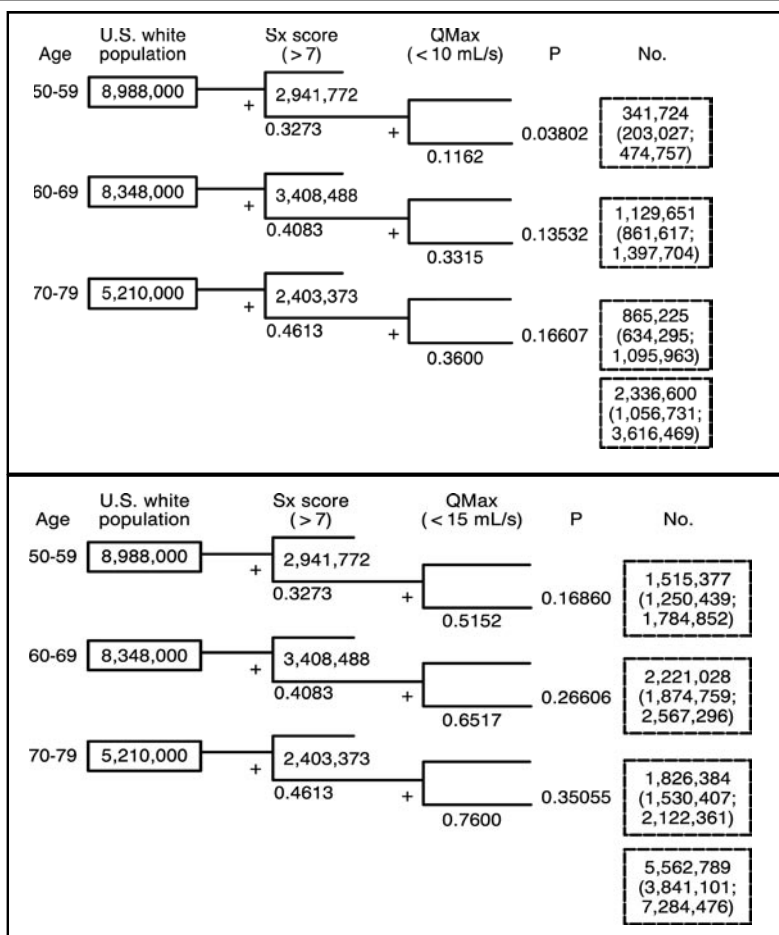 Age U.S. white population Sx score (> 7) QMax (< 10 mL/s) P No.
50-59 8,988,000 + 2,941,772
0.3273 + 0.1162 0.03802
341,724
(203,027;
474,757)
60-69 8,348,000 + 3,408,488
0.4083 + 0.3315 0.13532
1,129,651
(861,617;
1,397,704)
70-79 5,210,000 + 2,403,373
0.4613 + 0.3600 0.16607
865,225
(634,295;
1,095,963)
2,336,600
(1,056,731;
3,616,469)
Age U.S. white population Sx score (> 7) QMax (< 15 mL/s) P No.
50-59 8,988,000 + 2,941,772
0.3273 + 0.5152 0.16860
1,515,377
(1,250,439;
1,784,852)
60-69 8,348,000 + 3,408,488
0.4083 + 0.6517 0.26606
2,221,028
(1,874,759;
2,567,296)
70-79 5,210,000 + 2,403,373
0.4613 + 0.7600 0.35055
1,826,384
(1,530,407;
2,122,361)
5,562,789
(3,841,101;
7,284,476)